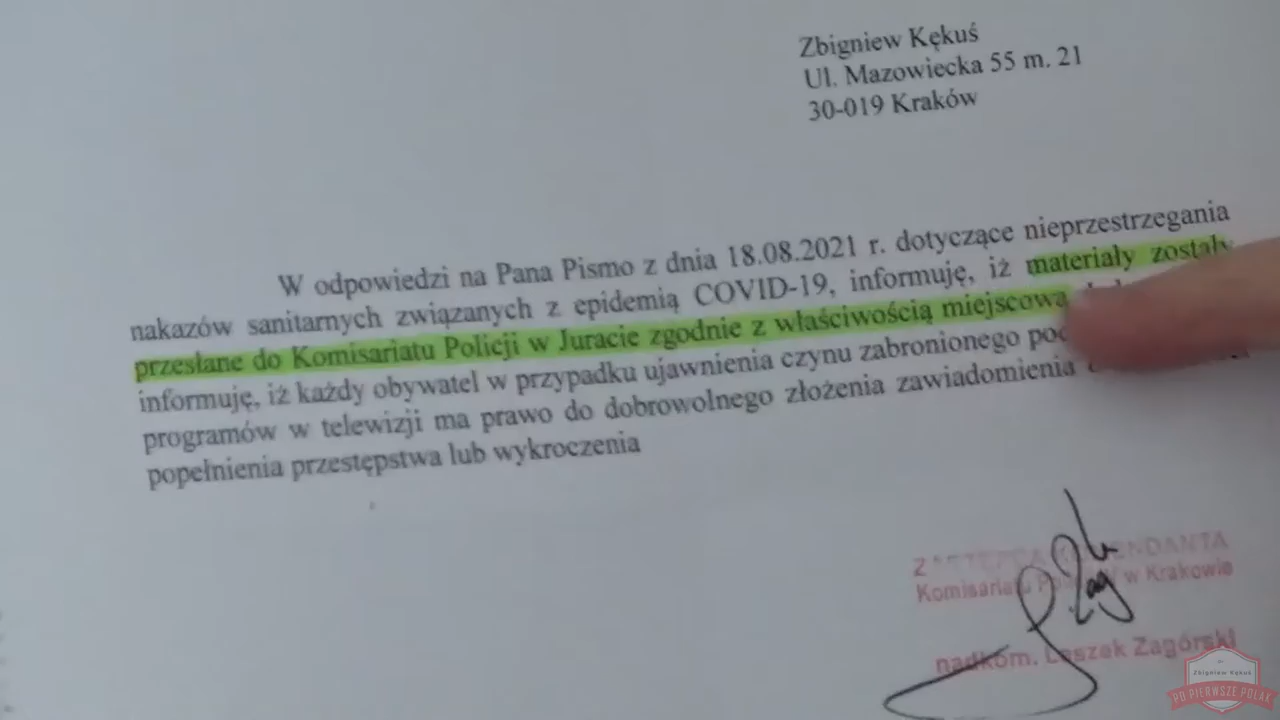 Zbigniew Kękuś
Ul. Mazowiecka 55 m. 21
30-019 Kraków
W odpowiedzi na Pana Pismo z dnia 18.08.2021 r. dotyczące nieprzestrzegania
nakazów sanitarnych związanych z epidemią COVID-19, informuję, iż materiały zostały
przesłane do Komisariatu Policji w Juracie zgodnie z właściwością miejscową
informuję, iż każdy obywatel w przypadku ujawnienia czynu zabronionego
programów w telewizji ma prawo do dobrowolnego złożenia zawiadomienia
popełnienia przestępstwa lub wykroczenia
ZASTĘPCA KOMENDANTA
Komisariatu w Krakowie
nadkom. Leszek Zagórski
Zbigniew Kękuś
PO PIERWSZE POLAK